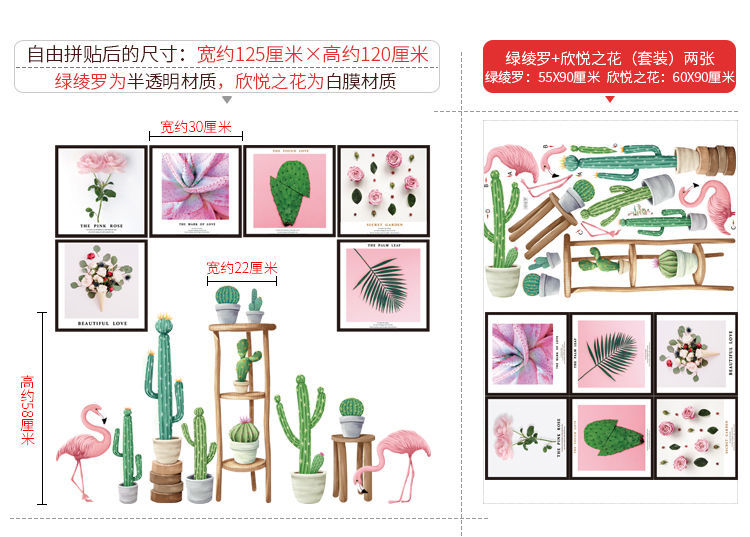 自由拼贴后的尺寸：宽约125厘米×高约120厘米
绿绫罗为半透明材质，欣悦之花为白膜材质
绿绫罗+欣悦之花（套装）两张
绿绫罗：55X90厘米 欣悦之花：60X90厘米
宽约30厘米
THE PINK ROSE
THE MARK OF LOVE
THE TOUGH LOVE
SECRET GARDEN
BEAUTIFUL LOVE
THE PALM LEAF
宽约22厘米
高约58厘米
THE MARK OF LOVE
THE PALM LEAF
BEAUTIFUL LOVE
THE PINK ROSE
SECRET GARDEN